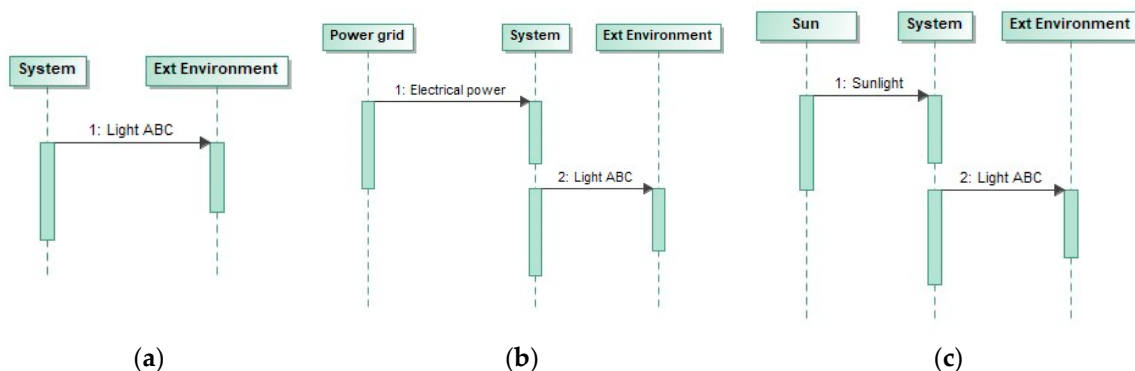 System
Ext Environment
1: Light ABC
(a)
Power grid
System
Ext Environment
1: Electrical power
2: Light ABC
(b)
Sun
System
Ext Environment
1: Sunlight
2: Light ABC
(c)